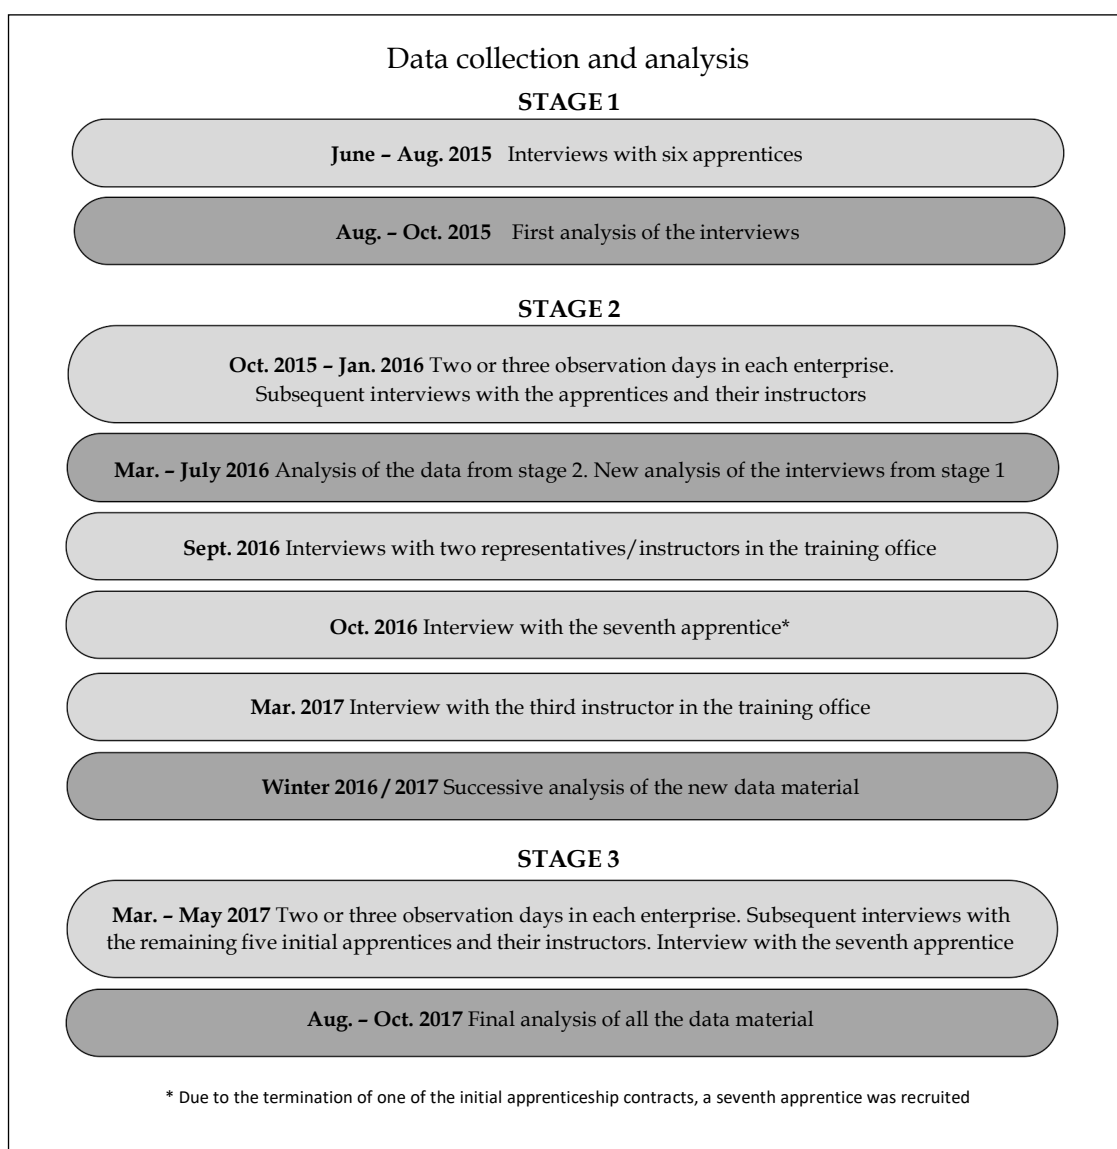 Data collection and analysis
STAGE 1
June – Aug. 2015 Interviews with six apprentices
Aug. – Oct. 2015 First analysis of the interviews
STAGE 2
Oct. 2015 – Jan. 2016 Two or three observation days in each enterprise.
Subsequent interviews with the apprentices and their instructors
Mar. – July 2016 Analysis of the data from stage 2. New analysis of the interviews from stage 1
Sept. 2016 Interviews with two representatives/instructors in the training office
Oct. 2016 Interview with the seventh apprentice*
Mar. 2017 Interview with the third instructor in the training office
Winter 2016 / 2017 Successive analysis of the new data material
STAGE 3
Mar. – May 2017 Two or three observation days in each enterprise. Subsequent interviews with
the remaining five initial apprentices and their instructors. Interview with the seventh apprentice
Aug. – Oct. 2017 Final analysis of all the data material
* Due to the termination of one of the initial apprenticeship contracts, a seventh apprentice was recruited